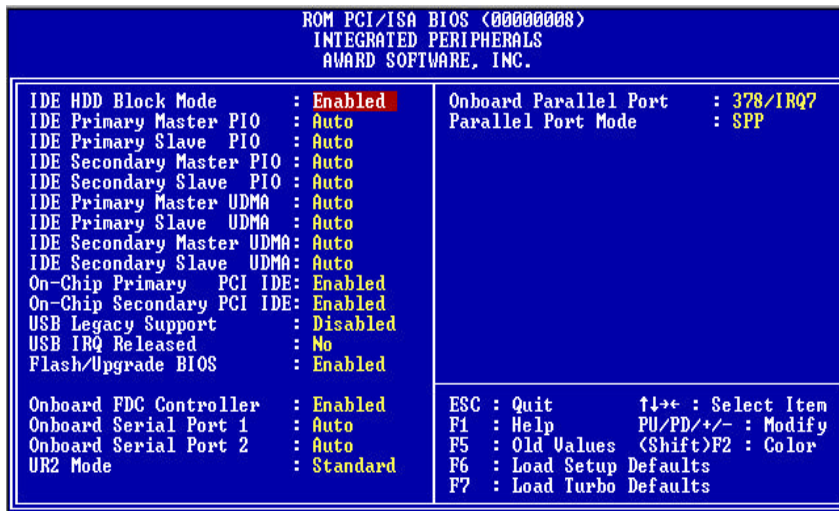 ROM PCI/ISA BIOS (00000008)
INTEGRATED PERIPHERALS
AWARD SOFTWARE, INC.
IDE HDD Block Mode : Enabled
IDE Primary Master PIO : Auto
IDE Primary Slave PIO : Auto
IDE Secondary Master PIO : Auto
IDE Secondary Slave PIO : Auto
IDE Primary Master UDMA : Auto
IDE Primary Slave UDMA : Auto
IDE Secondary Master UDMA: Auto
IDE Secondary Slave UDMA: Auto
On-Chip Primary PCI IDE: Enabled
On-Chip Secondary PCI IDE: Enabled
USB Legacy Support : Disabled
USB IRQ Released : No
Flash/Upgrade BIOS : Enabled
Onboard FDC Controller : Enabled
Onboard Serial Port 1 : Auto
Onboard Serial Port 2 : Auto
UR2 Mode : Standard
Onboard Parallel Port : 378/IRQ7
Parallel Port Mode : SPP
ESC : Quit ↑↓→← : Select Item
F1 : Help PU/PD/+/- : Modify
F5 : Old Values (Shift)F2 : Color
F6 : Load Setup Defaults
F7 : Load Turbo Defaults